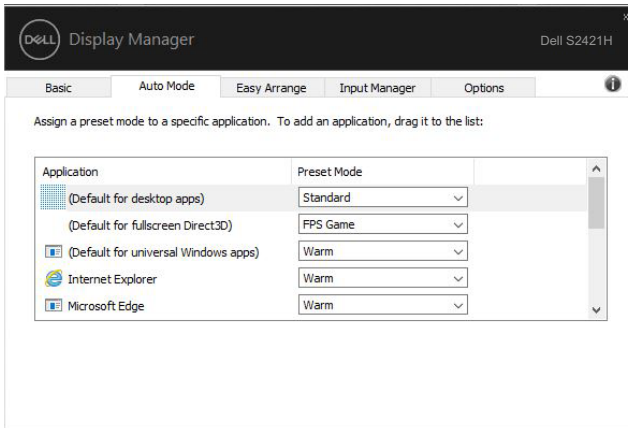 DELL Display Manager
Dell S2421H
Basic Auto Mode Easy Arrange Input Manager Options
Assign a preset mode to a specific application. To add an application, drag it to the list:
Application Preset Mode
(Default for desktop apps) Standard
(Default for fullscreen Direct3D) FPS Game
(Default for universal Windows apps) Warm
Internet Explorer Warm
Microsoft Edge Warm